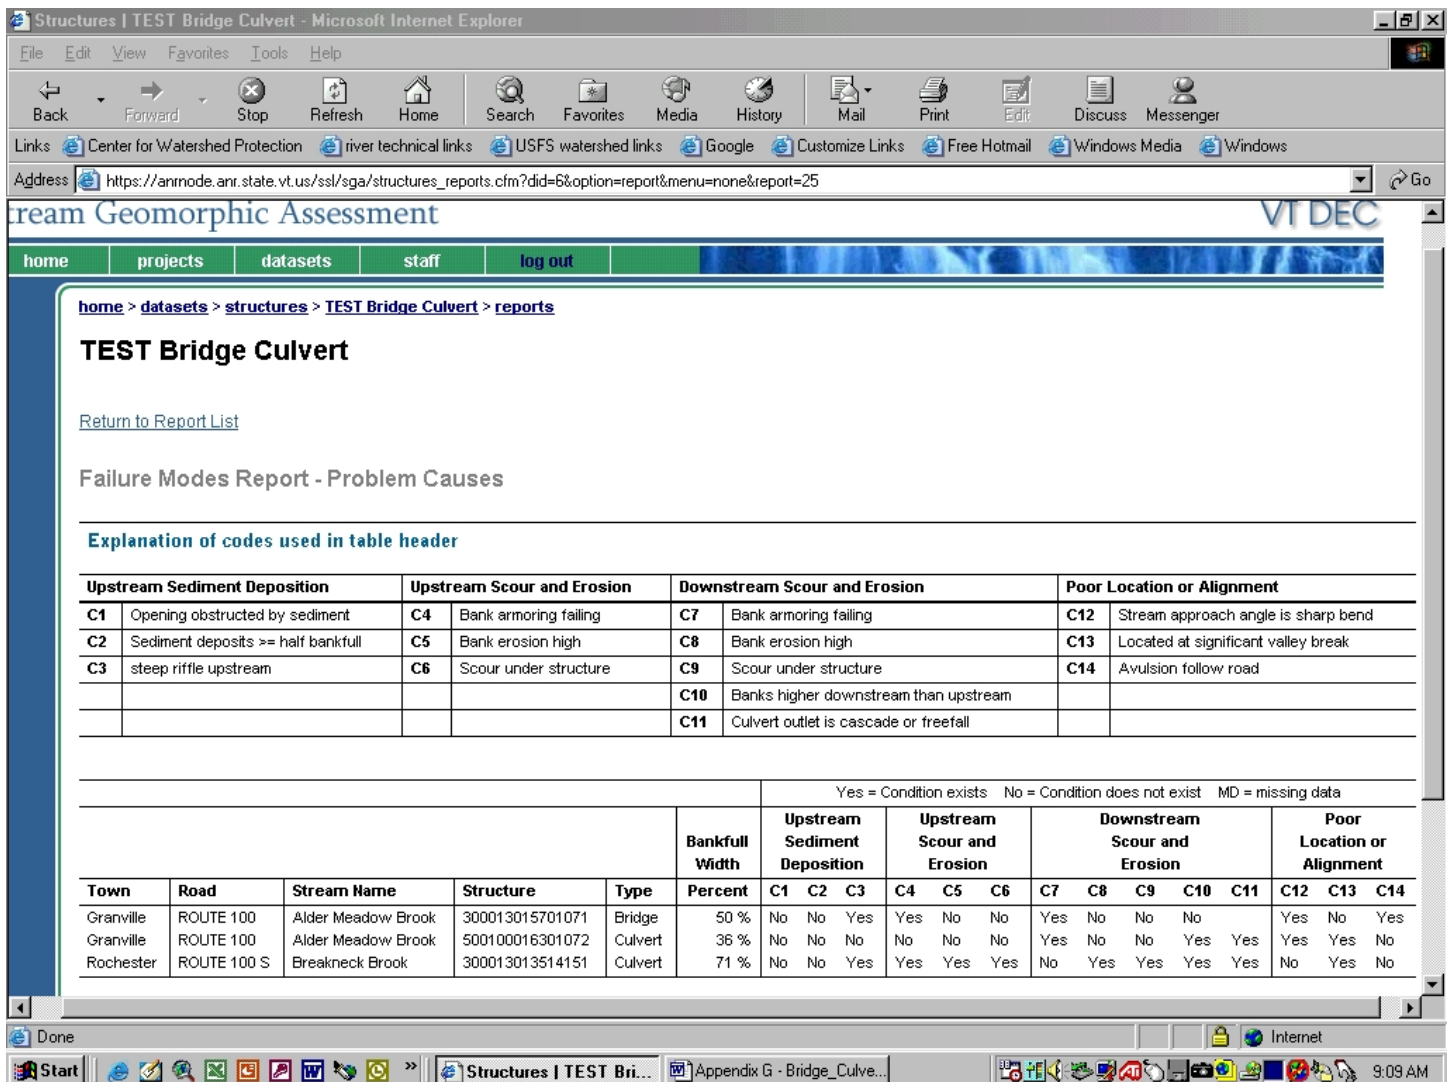 Structures | TEST Bridge Culvert - Microsoft Internet Explorer
File Edit View Favorites Tools Help
Back Forward Stop Refresh Home Search Favorites Media History Mail Print Edit Discuss Messenger
Links Center for Watershed Protection river technical links USFS watershed links Google Customize Links Free Hotmail Windows Media Windows
Address https://anrnode.anr.state.vt.us/ssl/sga/structures_reports.cfm?did=6&option=report&menu=none&report=25 Go
tream Geomorphic Assessment VT DEC
home projects datasets staff log out
home > datasets > structures > TEST Bridge Culvert > reports
TEST Bridge Culvert
Return to Report List
Failure Modes Report - Problem Causes
Explanation of codes used in table header
Upstream Sediment Deposition Upstream Scour and Erosion Downstream Scour and Erosion Poor Location or Alignment
C1 Opening obstructed by sediment C4 Bank armoring failing C7 Bank armoring failing C12 Stream approach angle is sharp bend
C2 Sediment deposits >= half bankfull C5 Bank erosion high C8 Bank erosion high C13 Located at significant valley break
C3 steep riffle upstream C6 Scour under structure C9 Scour under structure C14 Avulsion follow road
C10 Banks higher downstream than upstream
C11 Culvert outlet is cascade or freefall
Yes = Condition exists No = Condition does not exist MD = missing data
Upstream Upstream Downstream Poor
Bankfull Sediment Scour and Scour and Location or
Width Deposition Erosion Erosion Alignment
Town Road Stream Name Structure Type Percent C1 C2 C3 C4 C5 C6 C7 C8 C9 C10 C11 C12 C13 C14
Granville ROUTE 100 Alder Meadow Brook 300013015701071 Bridge 50 % No No Yes Yes No No Yes No No No Yes No Yes
Granville ROUTE 100 Alder Meadow Brook 500100016301072 Culvert 36 % No No No No No No Yes No No Yes Yes Yes Yes No
Rochester ROUTE 100 S Breakneck Brook 300013013514151 Culvert 71 % No No Yes Yes Yes Yes No Yes Yes Yes Yes No Yes No
Done Internet
Start » Structures | TEST Bri... Appendix G - Bridge_Culve... 9:09 AM